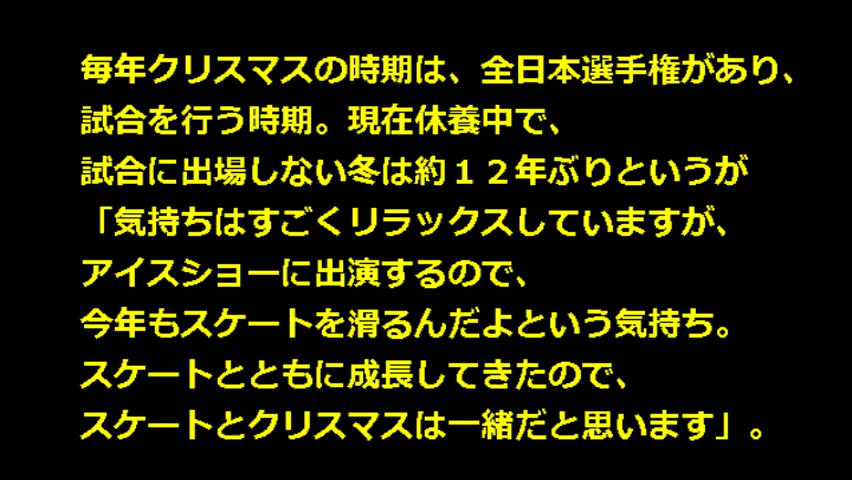 毎年クリスマスの時期は、全日本選手権があり、
試合を行う時期。現在休養中で、
試合に出場しない冬は約１２年ぶりというが
「気持ちはすごくリラックスしていますが、
アイスショーに出演するので、
今年もスケートを滑るんだよという気持ち。
スケートとともに成長してきたので、
スケートとクリスマスは一緒だと思います」。